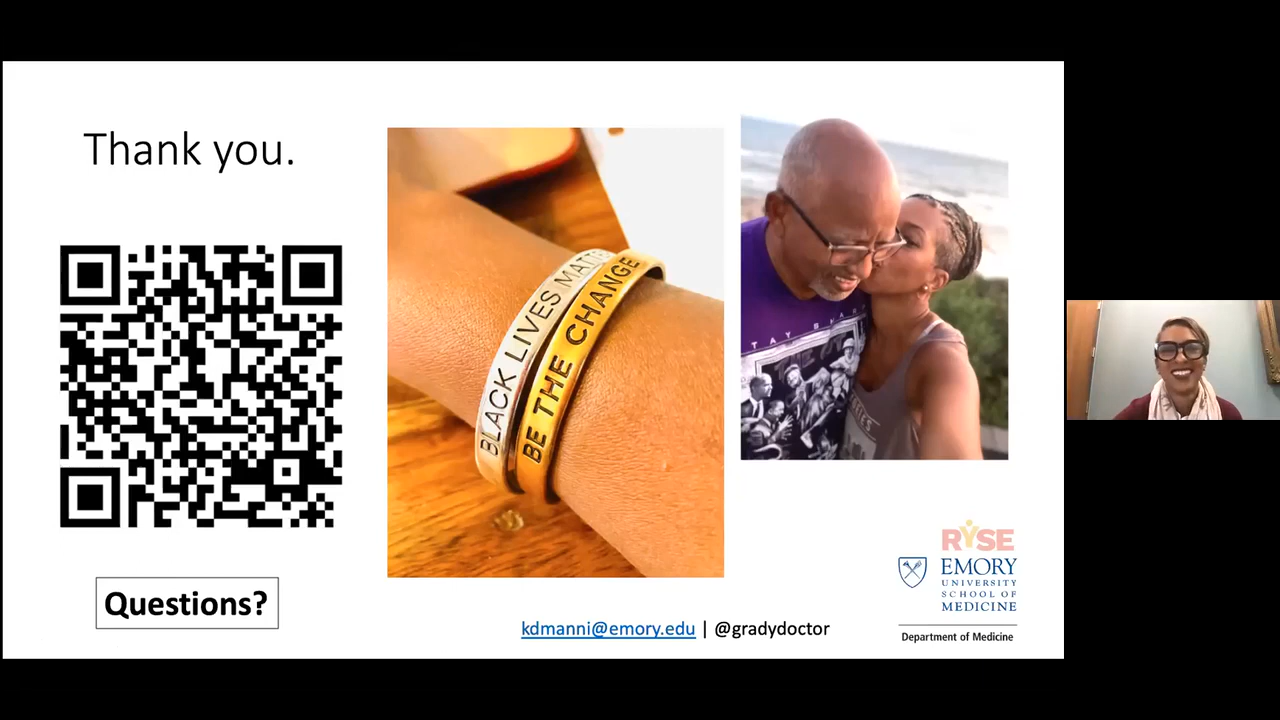 Thank you.
Questions?
BLACK LIVES MATTE
BE THE CHANGE
kdmanni@emory.edu | @gradydoctor
RYSE
EMORY
UNIVERSITY
SCHOOL OF
MEDICINE
Department of Medicine